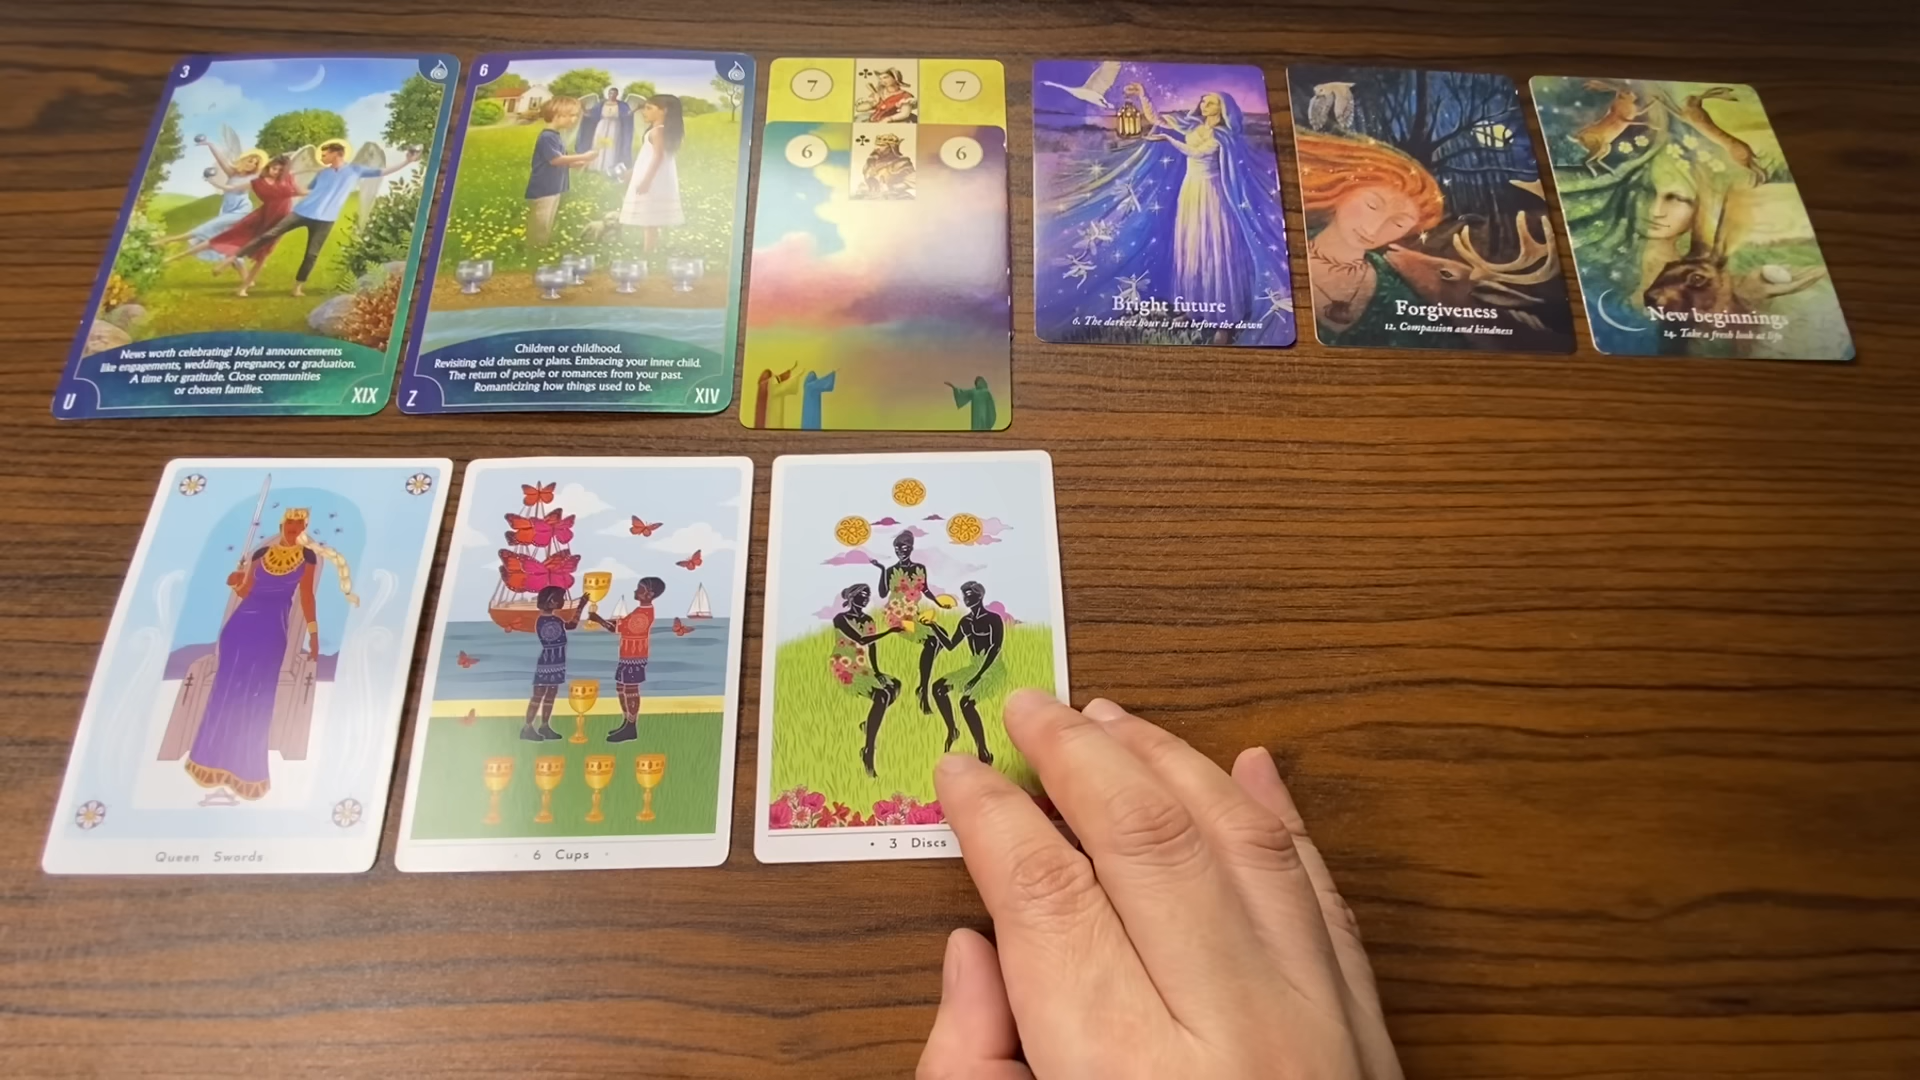 3
News worth celebrating! Joyful announcements
like engagements, weddings, pregnancy, or graduation.
A time for gratitude. Close communities
or chosen families.
U
XIX
6
Children or childhood.
Revisiting old dreams or plans. Embracing your inner child.
The return of people or romances from your past.
Romanticizing how things used to be.
Z
XIV
7
7
6
6
Bright future
6. The darkest hour is just before the dawn
Forgiveness
12. Compassion and kindness
New beginnings
14. Take a fresh look at life
Queen Swords
6 Cups
3 Discs